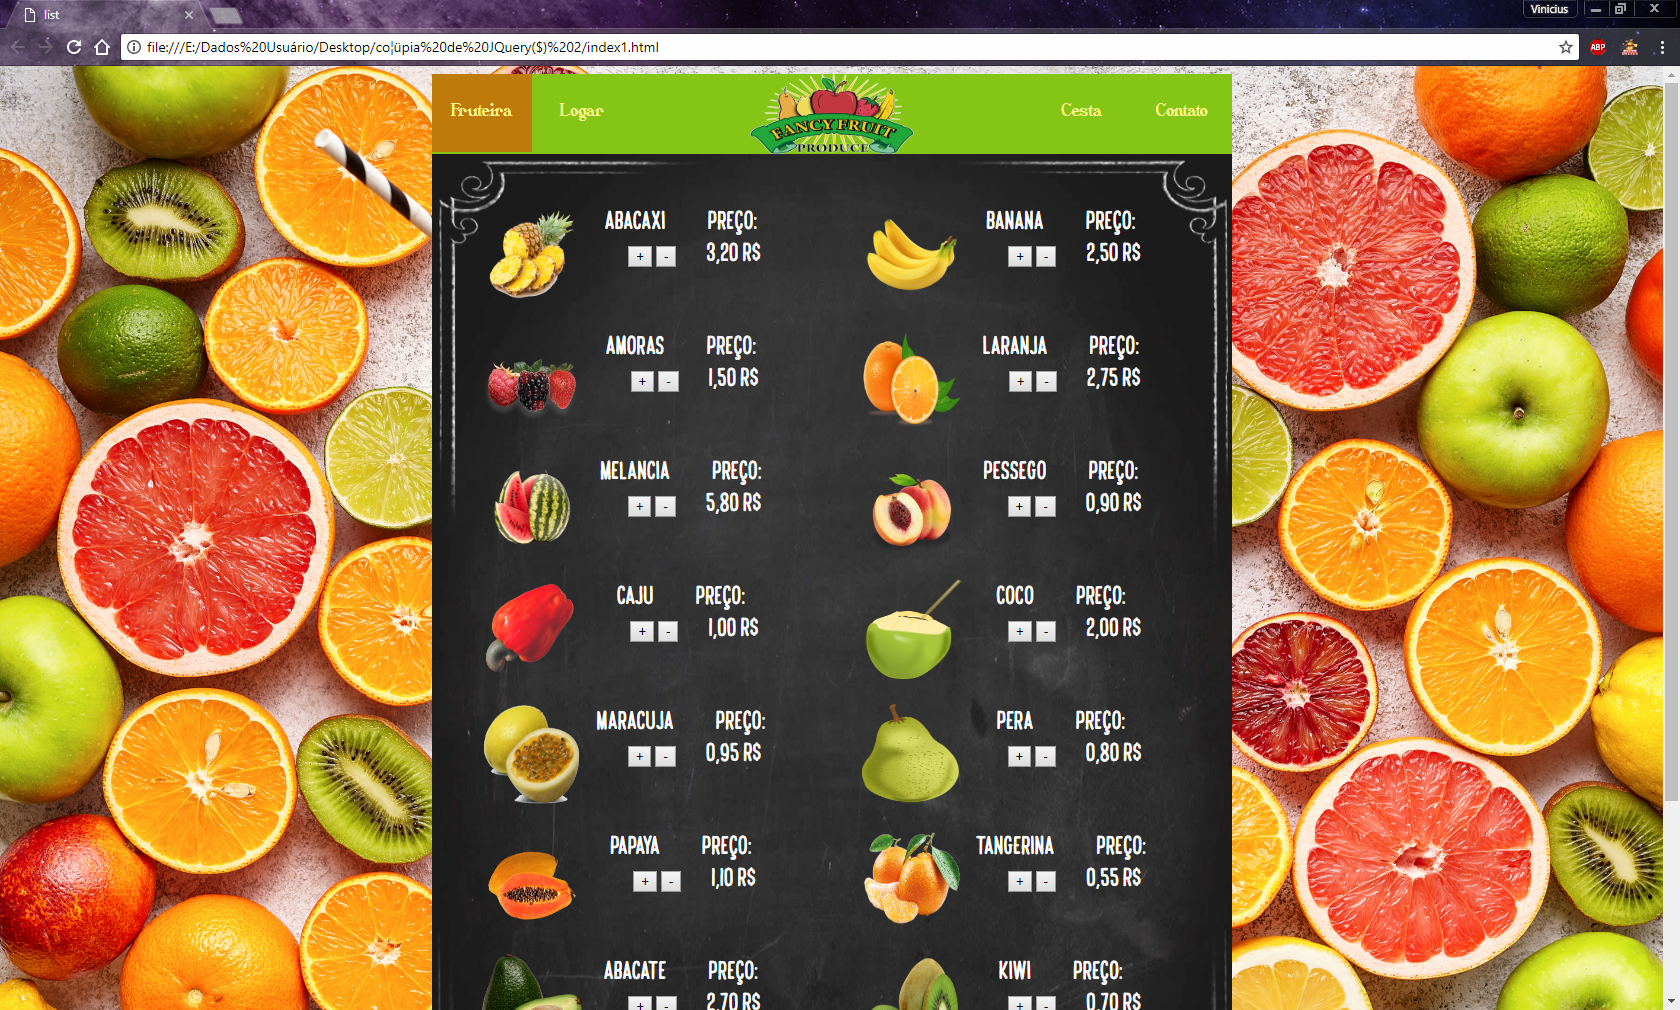 list
Vinicius
file:///E:/Dados%20Usuário/Desktop/co¦üpia%20de%20JQuery($)%202/index1.html
ABP
Fruteira
Logar
FANCY FRUIT
PRODUCE
Cesta
Contato
ABACAXI PREÇO:
+ - 3,20 R$
BANANA PREÇO:
+ - 2,50 R$
AMORAS PREÇO:
+ - 1,50 R$
LARANJA PREÇO:
+ - 2,75 R$
MELANCIA PREÇO:
+ - 5,80 R$
PESSEGO PREÇO:
+ - 0,90 R$
CAJU PREÇO:
+ - 1,00 R$
COCO PREÇO:
+ - 2,00 R$
MARACUJA PREÇO:
+ - 0,95 R$
PERA PREÇO:
+ - 0,80 R$
PAPAYA PREÇO:
+ - 1,10 R$
TANGERINA PREÇO:
+ - 0,55 R$
ABACATE PREÇO:
+ - 2,70 R$
KIWI PREÇO:
+ - 0,70 R$